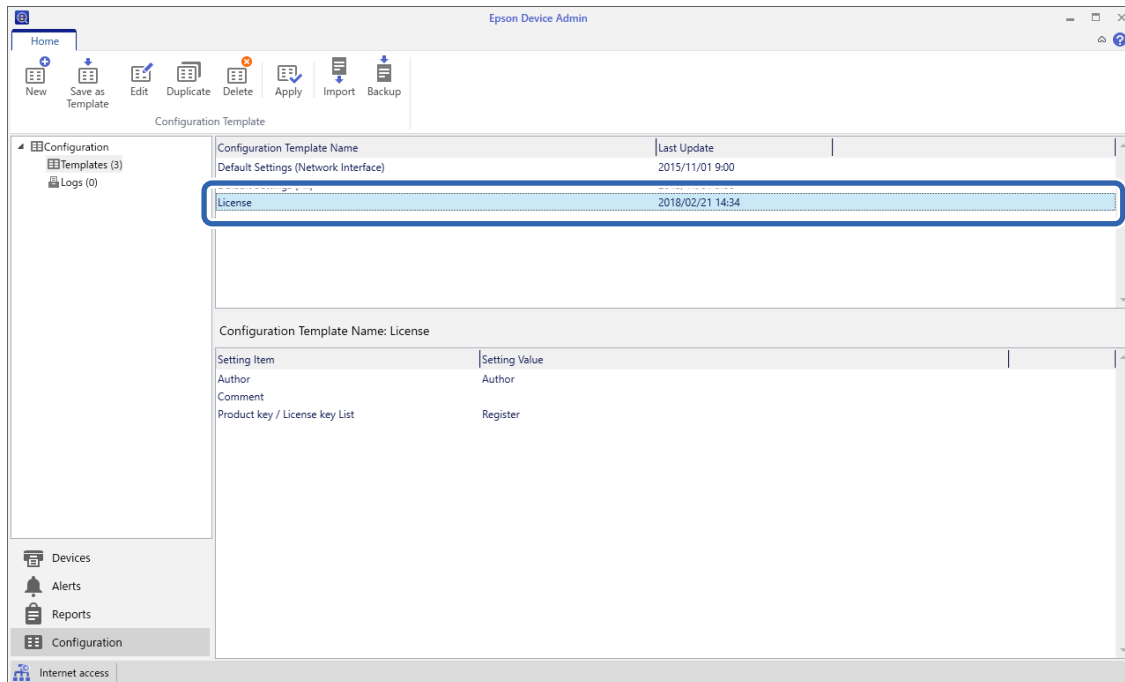 Epson Device Admin
Home
New
Save as Template
Edit
Duplicate
Delete
Apply
Import
Backup
Configuration Template
Configuration
Templates (3)
Logs (0)
Configuration Template Name Last Update
Default Settings (Network Interface) 2015/11/01 9:00
License 2018/02/21 14:34
Configuration Template Name: License
Setting Item Setting Value
Author Author
Comment
Product key / License key List Register
Devices
Alerts
Reports
Configuration
Internet access